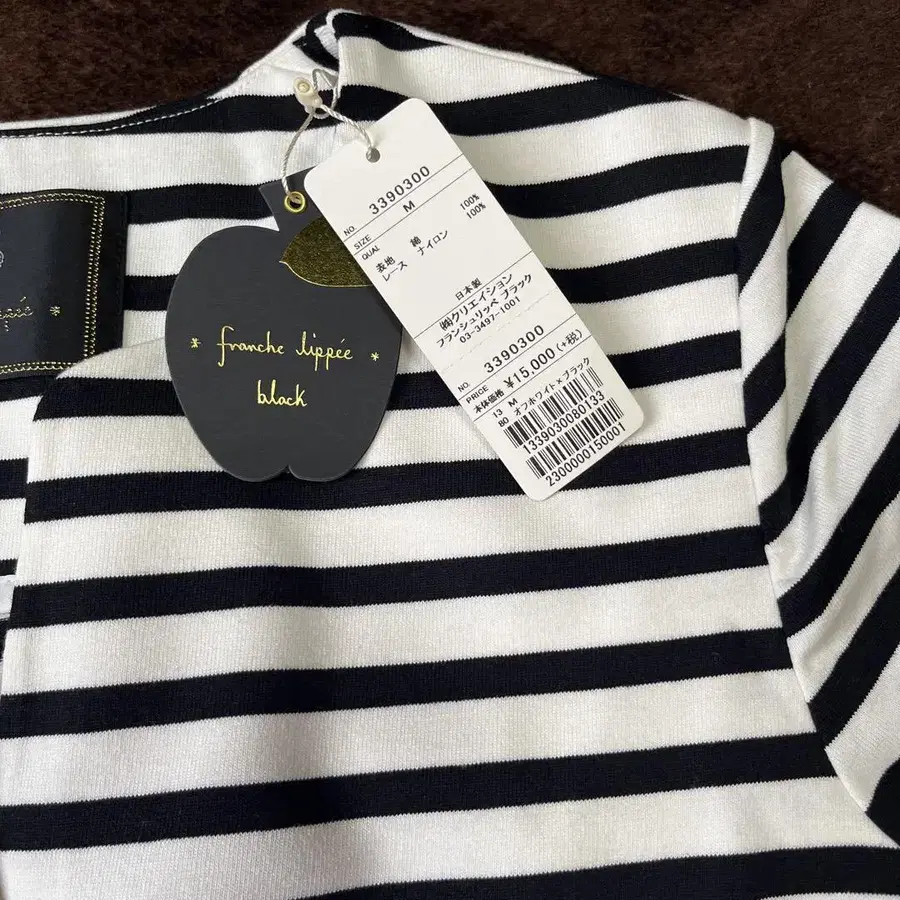 franche lippée
black
NO. 3390300
SIZE M
QUAL
表地 綿 100%
レース ナイロン 100%
日本製
㈱クリエイション
フランシュリッペ ブラック
03-3497-1001
NO. 3390300
PRICE
本体価格 ¥15,000 (+税)
13 M
80 オフホワイト×ブラック
1339030080133
2300000150001